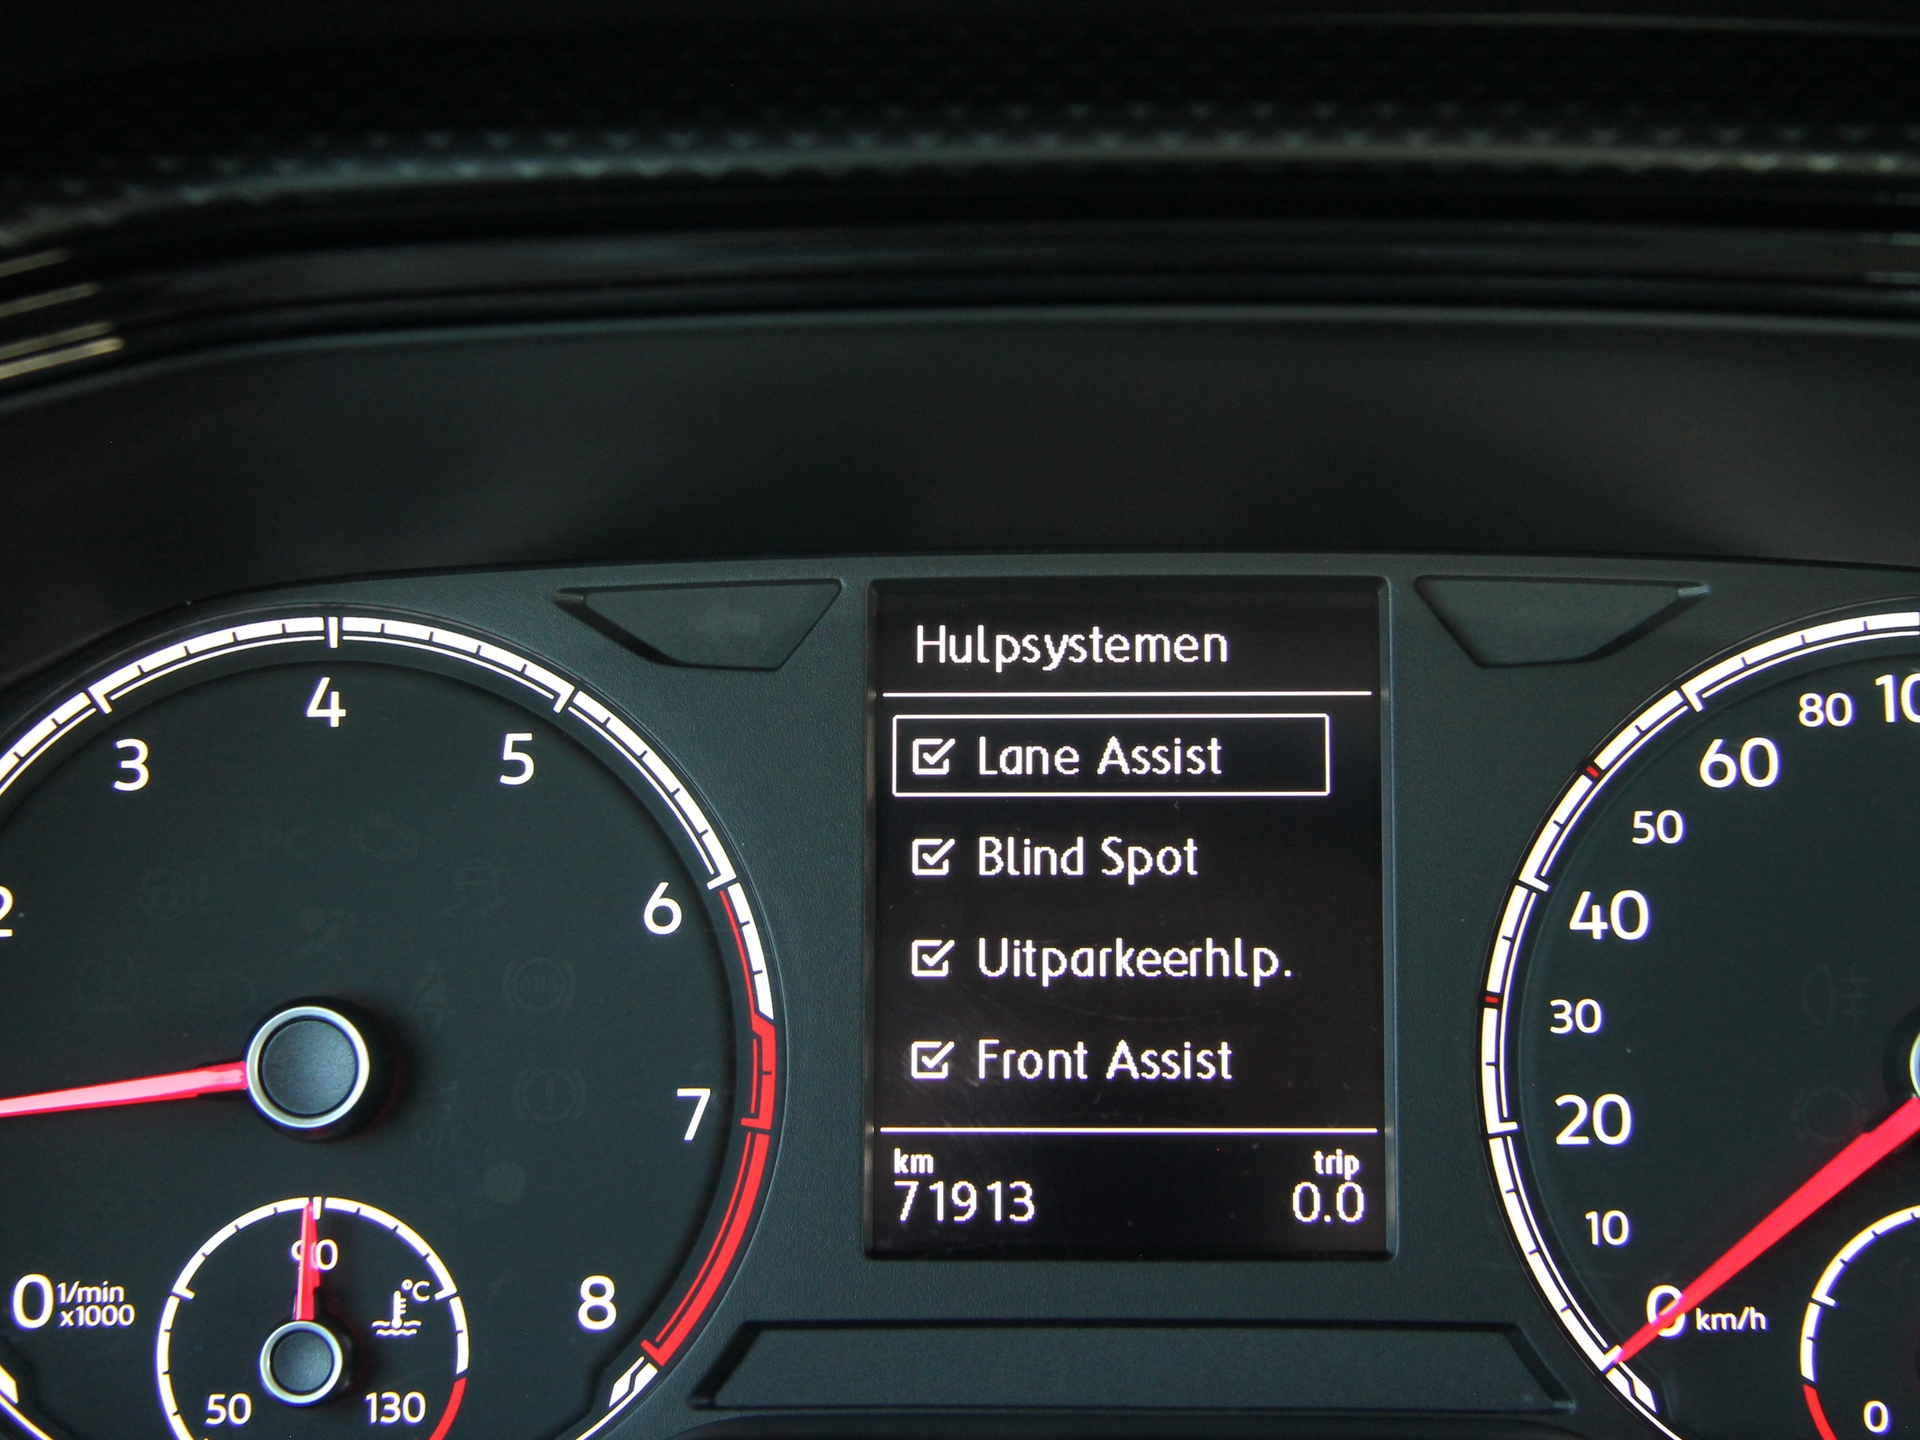 Hulpsystemen
Lane Assist
Blind Spot
Uitparkeerhlp.
Front Assist
km
trip
71913
0.0
3
4
5
6
7
8
0
1/min
x1000
90
°C
50
130
10
20
30
40
50
60
80
0 km/h
0